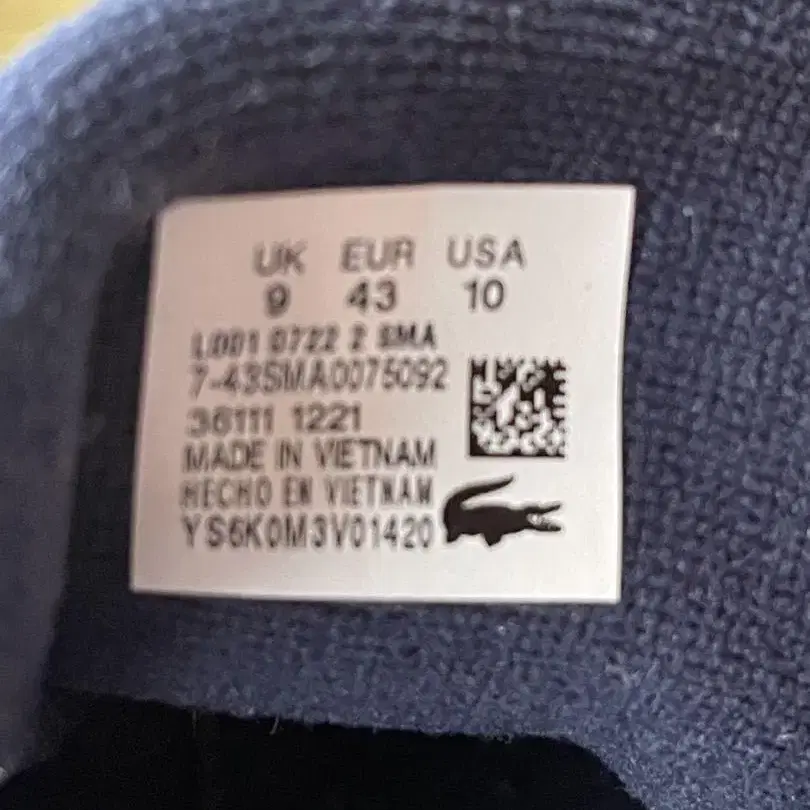 UK EUR USA
9 43 10
L001 0722 2 SMA
7-43SMA0075092
36111 1221
MADE IN VIETNAM
HECHO EN VIETNAM
YS6K0M3V01420